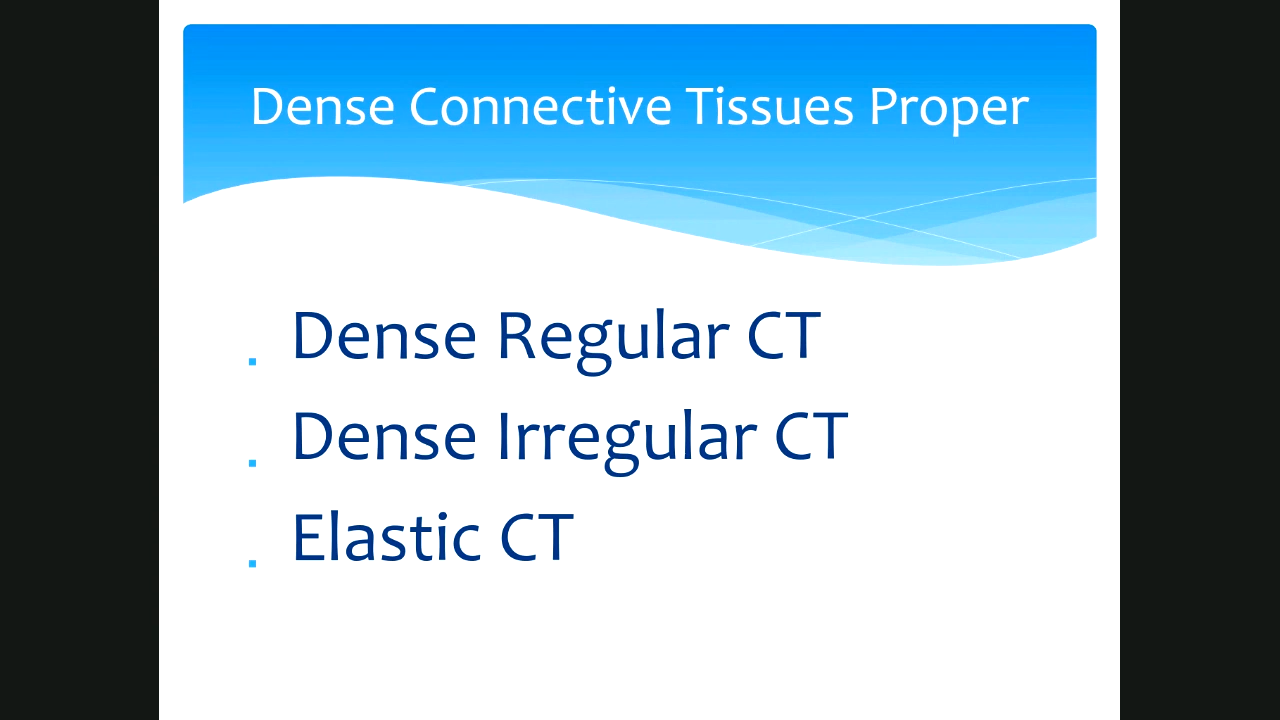 Dense Connective Tissues Proper
Dense Regular CT
Dense Irregular CT
Elastic CT